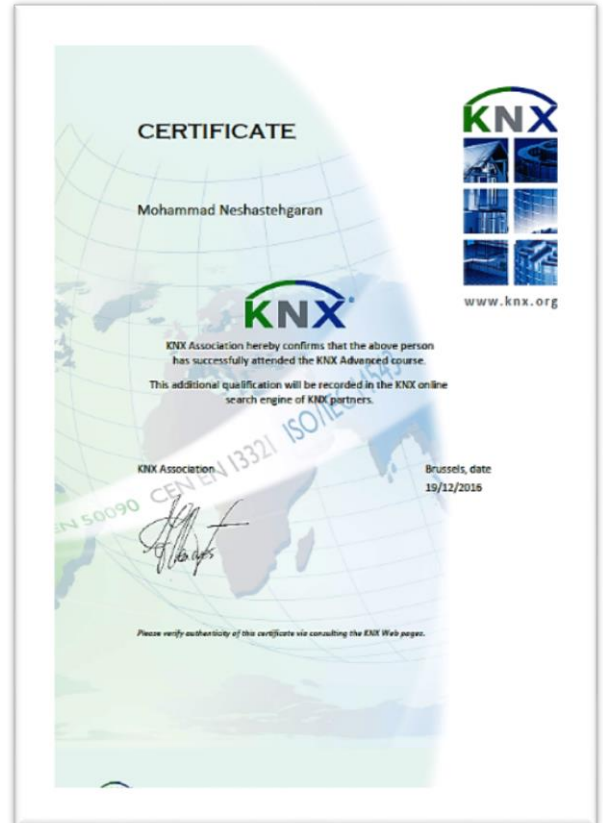 CERTIFICATE
KNX
Mohammad Neshastehgaran
www.knx.org
KNX
KNX Association hereby confirms that the above person
has successfully attended the KNX Advanced course.
This additional qualification will be recorded in the KNX online
search engine of KNX partners.
EN 50090 CEN EN 13321 ISO/IEC 14543
KNX Association
Brussels, date
19/12/2016
Please verify authenticity of this certificate via consulting the KNX Web pages.